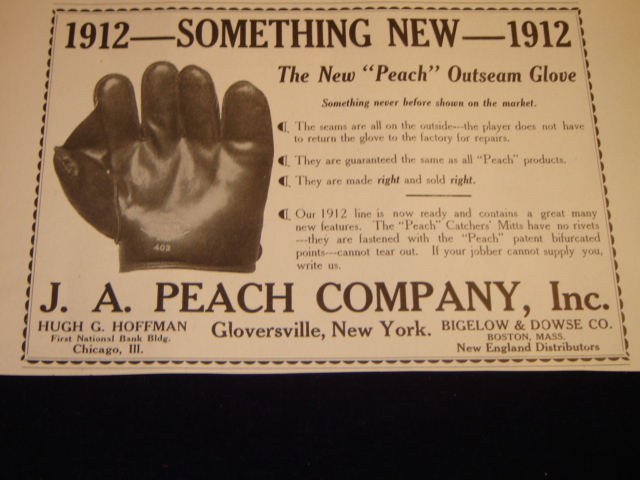 1912—SOMETHING NEW—1912
The New "Peach" Outseam Glove
Something never before shown on the market.
¶ The seams are all on the outside---the player does not have
to return the glove to the factory for repairs.
¶ They are guaranteed the same as all "Peach" products.
¶ They are made right and sold right.
¶ Our 1912 line is now ready and contains a great many
new features. The "Peach" Catchers' Mitts have no rivets
---they are fastened with the "Peach" patent bifurcated
points---cannot tear out. If your jobber cannot supply you,
write us.
402
J. A. PEACH COMPANY, Inc.
HUGH G. HOFFMAN
First National Bank Bldg.
Chicago, Ill.
Gloversville, New York.
BIGELOW & DOWSE CO.
BOSTON, MASS.
New England Distributors